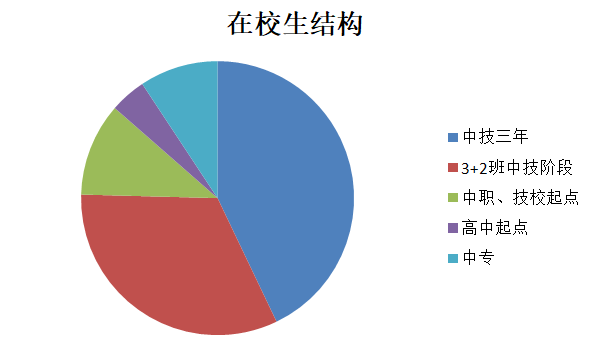 在校生结构
中技三年
3+2班中技阶段
中职、技校起点
高中起点
中专